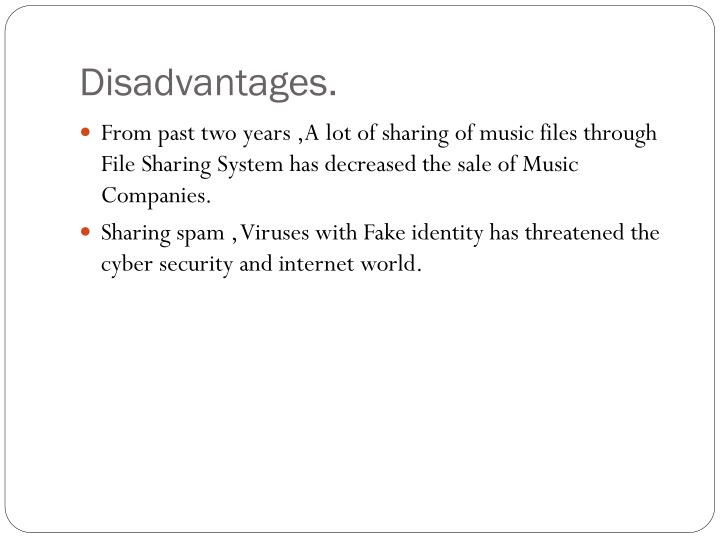 Disadvantages.
From past two years ,A lot of sharing of music files through
File Sharing System has decreased the sale of Music
Companies.
Sharing spam ,Viruses with Fake identity has threatened the
cyber security and internet world.